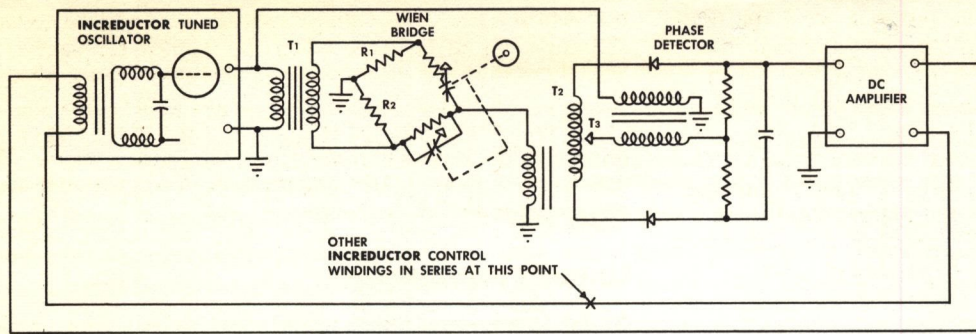 INCREDUCTOR TUNED
OSCILLATOR
T1
WIEN
BRIDGE
R1
R2
T2
T3
PHASE
DETECTOR
DC
AMPLIFIER
OTHER
INCREDUCTOR CONTROL
WINDINGS IN SERIES AT THIS POINT